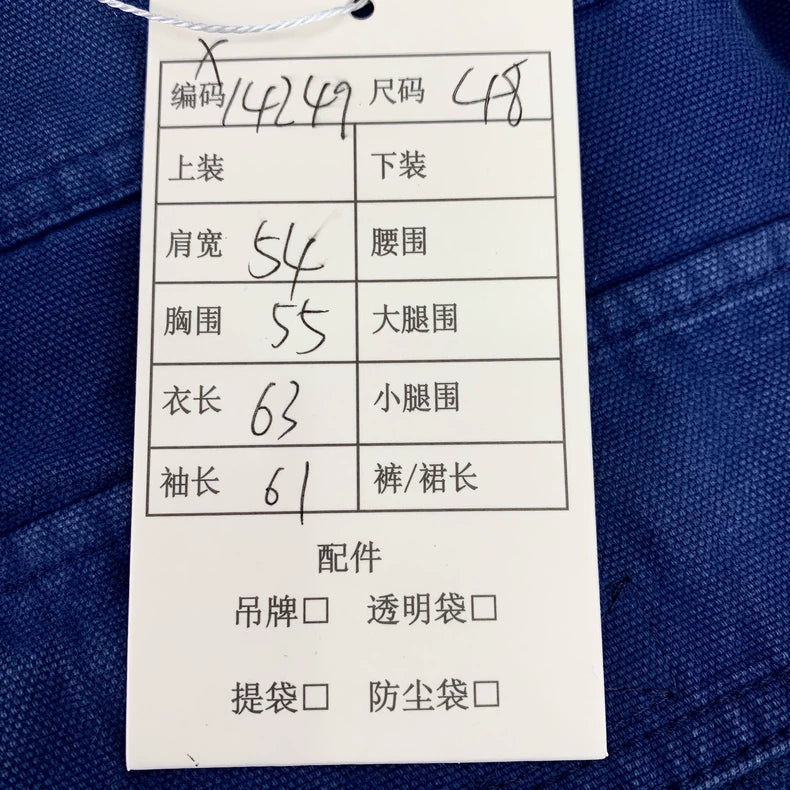 X
编码 14249 尺码 48
上装 下装
肩宽 54 腰围
胸围 55 大腿围
衣长 63 小腿围
袖长 61 裤/裙长
配件
吊牌□ 透明袋□
提袋□ 防尘袋□